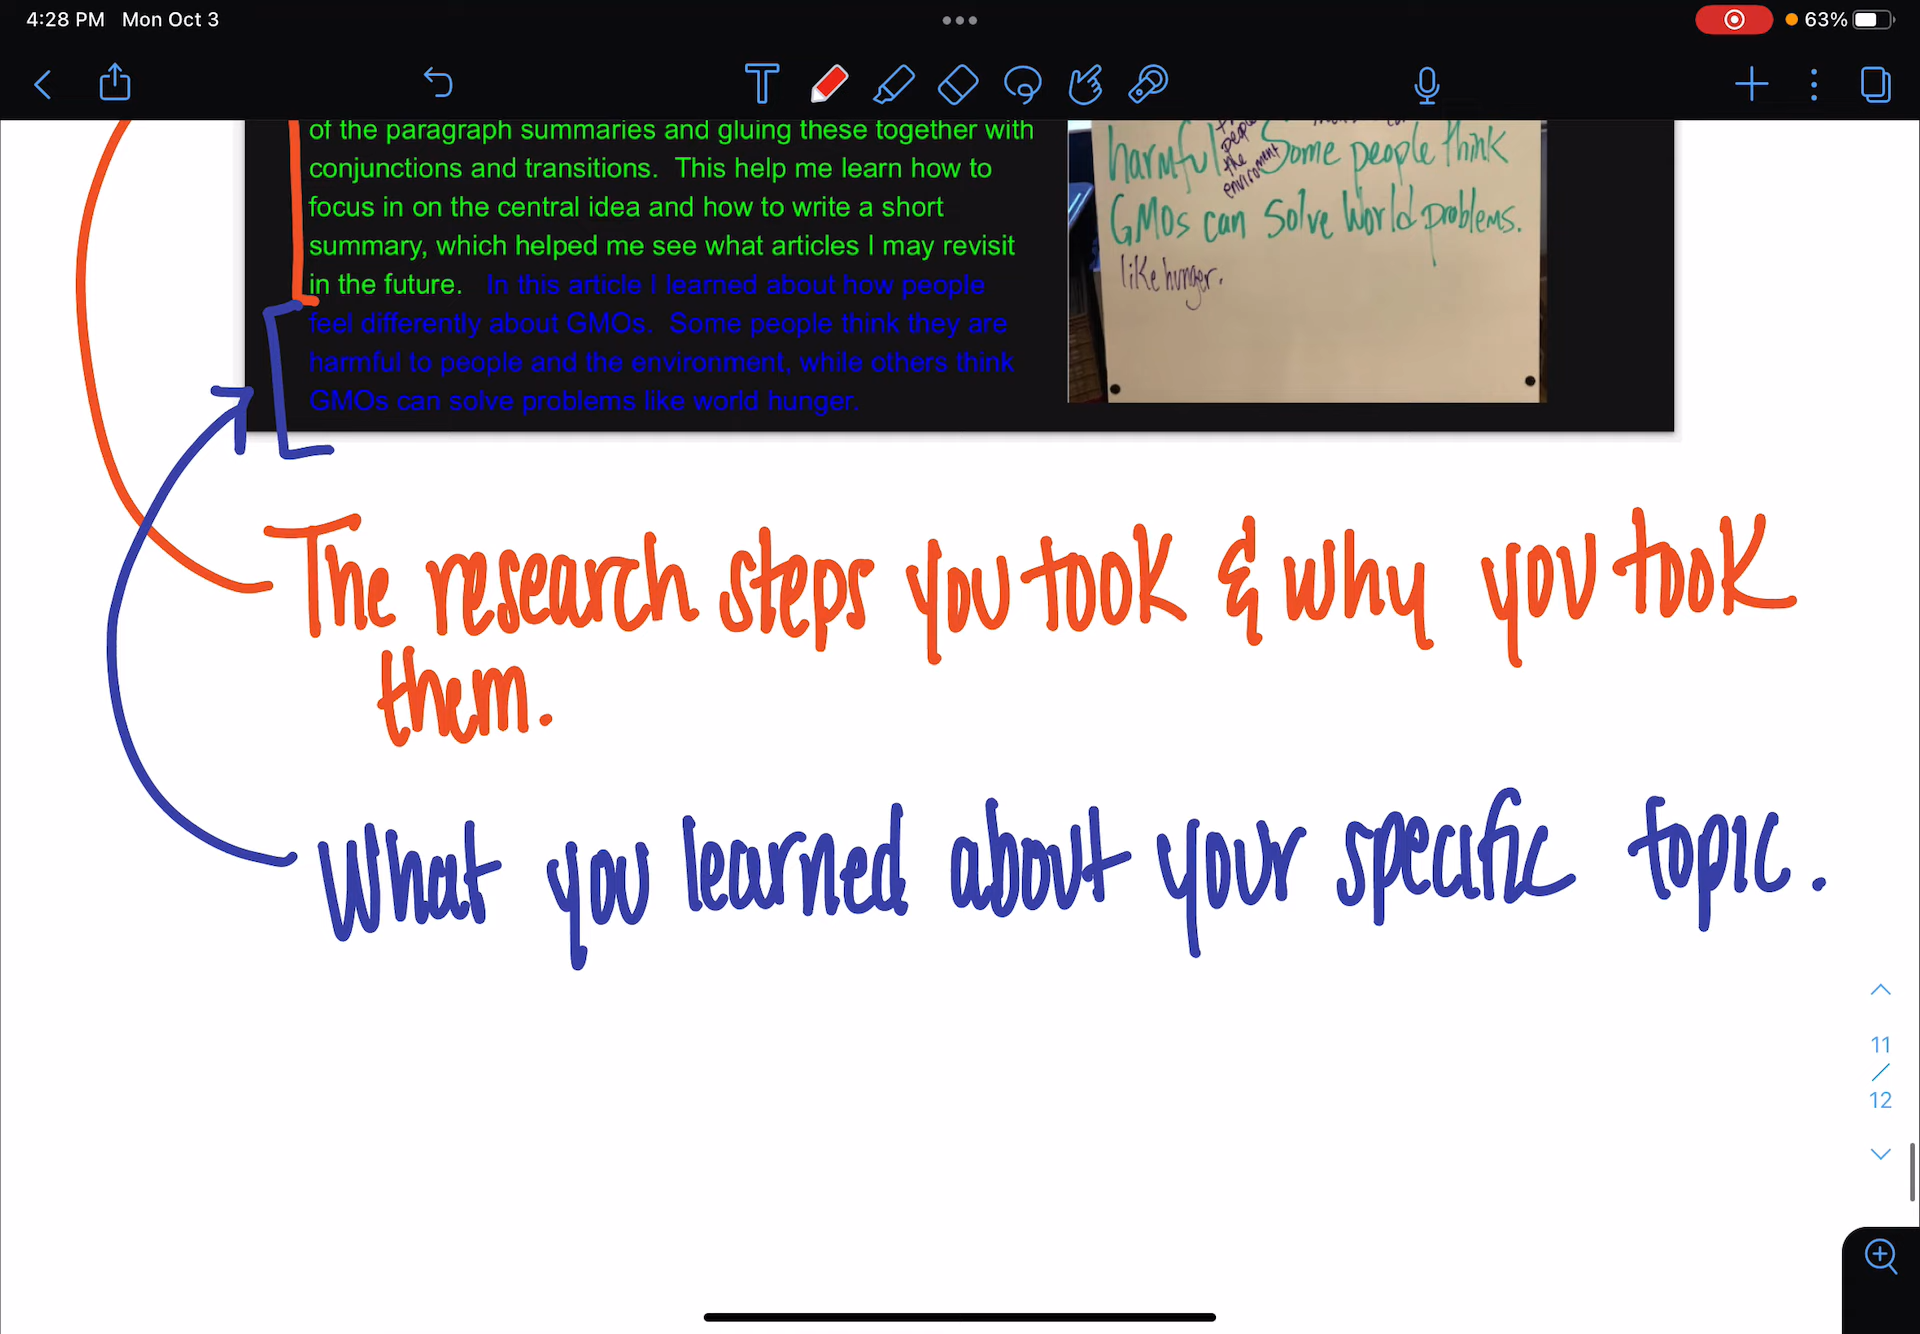 4:28 PM Mon Oct 3
63%
of the paragraph summaries and gluing these together with
conjunctions and transitions. This help me learn how to
focus in on the central idea and how to write a short
summary, which helped me see what articles I may revisit
in the future. In this article I learned about how people
feel differently about GMOs. Some people think they are
harmful to people and the environment, while others think
GMOs can solve problems like world hunger.
people
the
environment
harmful. Some people think
GMOs can solve world problems.
like hunger.
The research steps you took & why you took
them.
What you learned about your specific topic.
11
/
12